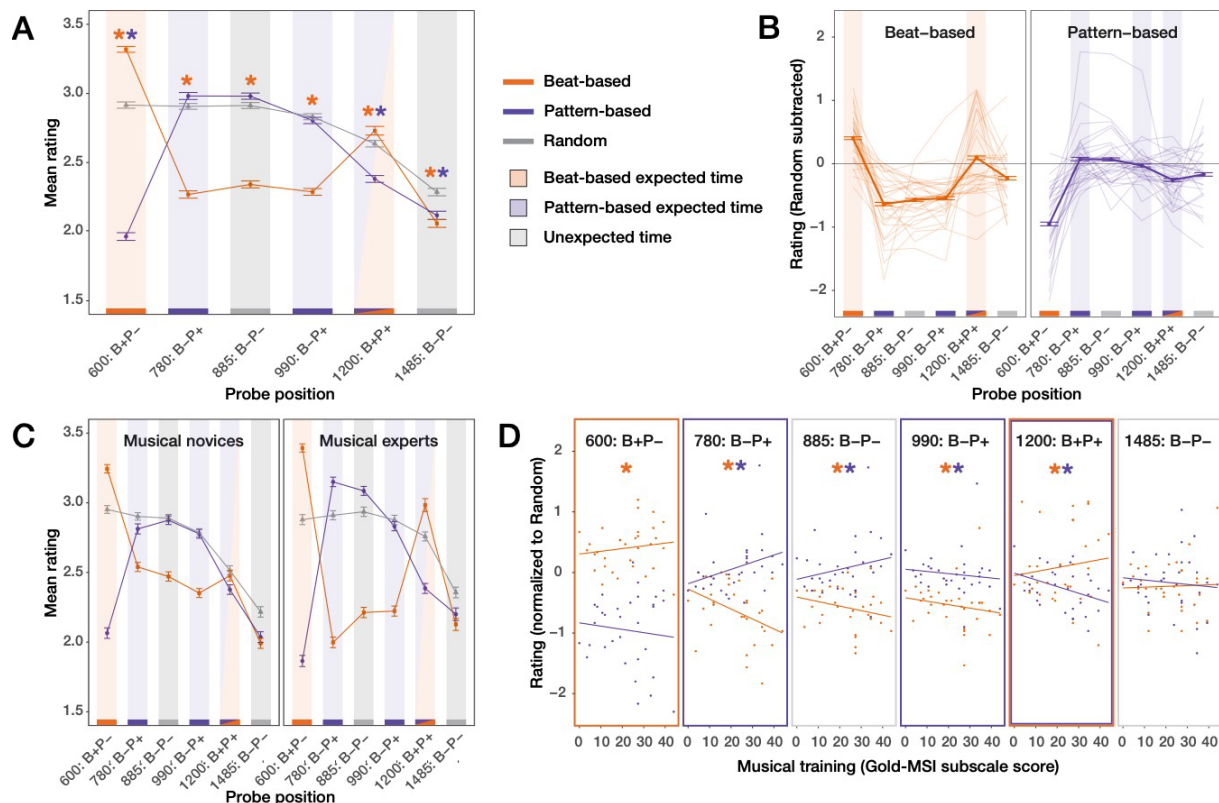 A
3.5
3.0
2.5
2.0
1.5
Mean rating
* *
*
*
*
* *
* *
600: B+P−
780: B−P+
885: B−P−
990: B−P+
1200: B+P+
1485: B−P−
Probe position
Beat-based
Pattern-based
Random
Beat-based expected time
Pattern-based expected time
Unexpected time
B
Beat−based
Pattern−based
2
1
0
−1
−2
Rating (Random subtracted)
600: B+P−
780: B−P+
885: B−P−
990: B−P+
1200: B+P+
1485: B−P−
600: B+P−
780: B−P+
885: B−P−
990: B−P+
1200: B+P+
1485: B−P−
Probe position
C
Musical novices
Musical experts
3.5
3.0
2.5
2.0
1.5
Mean rating
600: B+P−
780: B−P+
885: B−P−
990: B−P+
1200: B+P+
1485: B−P−
600: B+P−
780: B−P+
885: B−P−
990: B−P+
1200: B+P+
1485: B−P−
Probe position
D
600: B+P−
780: B−P+
885: B−P−
990: B−P+
1200: B+P+
1485: B−P−
*
* *
* *
* *
* *
2
1
0
−1
−2
Rating (normalized to Random)
0 10 20 30 40 0 10 20 30 40 0 10 20 30 40 0 10 20 30 40 0 10 20 30 40 0 10 20 30 40
Musical training (Gold-MSI subscale score)